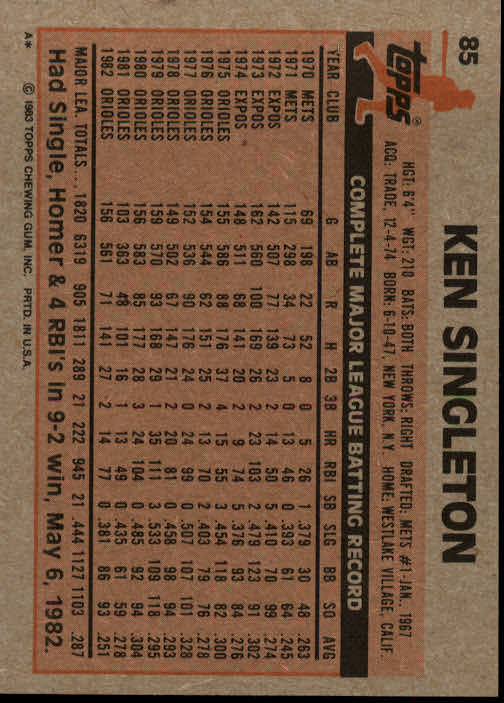 85
KEN SINGLETON
TOPPS®
HGT: 6'4" WGT: 210 BATS: BOTH THROWS: RIGHT DRAFTED: METS #1-JAN., 1967
ACQ: TRADE, 12-4-74 BORN: 6-10-47, NEW YORK, N.Y. HOME: WESTLAKE VILLAGE, CALIF.
COMPLETE MAJOR LEAGUE BATTING RECORD
YEAR CLUB G AB R H 2B 3B HR RBI SB SLG BB SO AVG
1970 METS 69 198 22 52 8 0 5 26 1 .379 30 48 .263
1971 METS 115 298 34 73 5 0 13 46 0 .393 61 64 .245
1972 EXPOS 142 507 77 139 23 2 14 50 5 .410 70 99 .274
1973 EXPOS 162 560 100 169 26 2 23 103 2 .479 123 91 .302
1974 EXPOS 148 511 68 141 20 2 9 74 5 .376 93 84 .276
1975 ORIOLES 155 586 88 176 37 4 15 55 3 .454 118 82 .300
1976 ORIOLES 154 544 62 151 25 2 13 70 2 .403 79 76 .278
1977 ORIOLES 152 536 90 176 24 0 24 99 0 .507 107 101 .328
1978 ORIOLES 149 502 67 147 21 2 20 81 0 .458 98 94 .293
1979 ORIOLES 159 570 93 168 29 1 35 111 3 .533 109 118 .295
1980 ORIOLES 156 583 85 177 28 3 24 104 0 .485 92 94 .304
1981 ORIOLES 103 363 48 101 16 1 13 49 0 .435 61 59 .278
1982 ORIOLES 156 561 71 141 27 2 14 77 0 .381 86 93 .251
MAJOR LEA. TOTALS.... 1820 6319 905 1811 289 21 222 945 21 .444 1127 1103 .287
Had Single, Homer & 4 RBI's in 9-2 win, May 6, 1982.
A* © 1983 TOPPS CHEWING GUM, INC. PRTD. IN U.S.A.